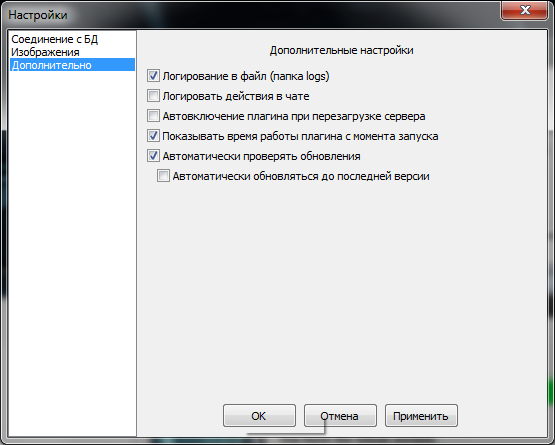 Настройки
Соединение с БД
Изображения
Дополнительно
Дополнительные настройки
Логирование в файл (папка logs)
Логировать действия в чате
Автовключение плагина при перезагрузке сервера
Показывать время работы плагина с момента запуска
Автоматически проверять обновления
Автоматически обновляться до последней версии
OK
Отмена
Применить